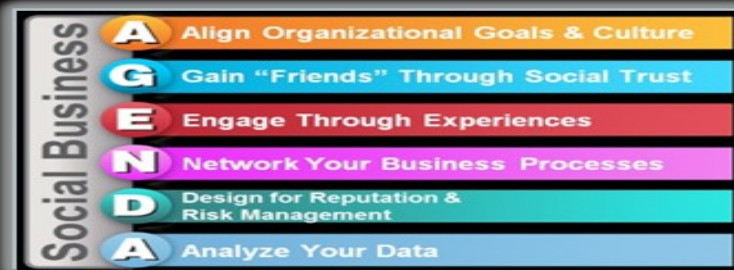 Social Business
A Align Organizational Goals & Culture
G Gain “Friends” Through Social Trust
E Engage Through Experiences
N Network Your Business Processes
D Design for Reputation &
Risk Management
A Analyze Your Data